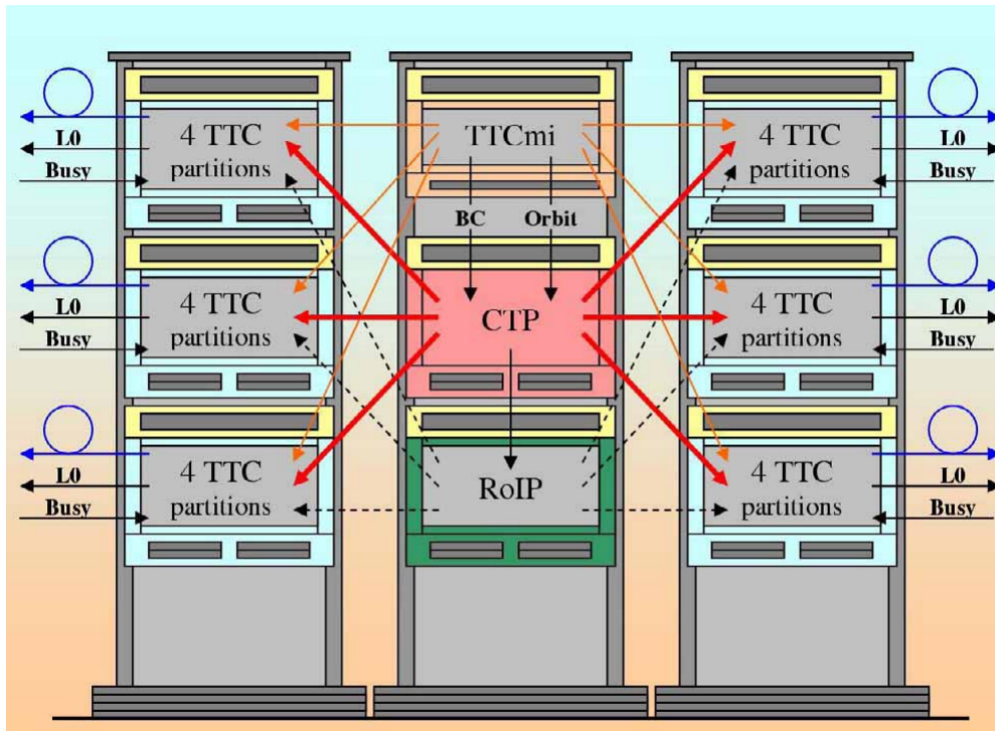 4 TTC
partitions
TTCmi
4 TTC
partitions
L0
Busy
L0
Busy
BC Orbit
4 TTC
partitions
CTP
4 TTC
partitions
L0
Busy
L0
Busy
4 TTC
partitions
RoIP
4 TTC
partitions
L0
Busy
L0
Busy